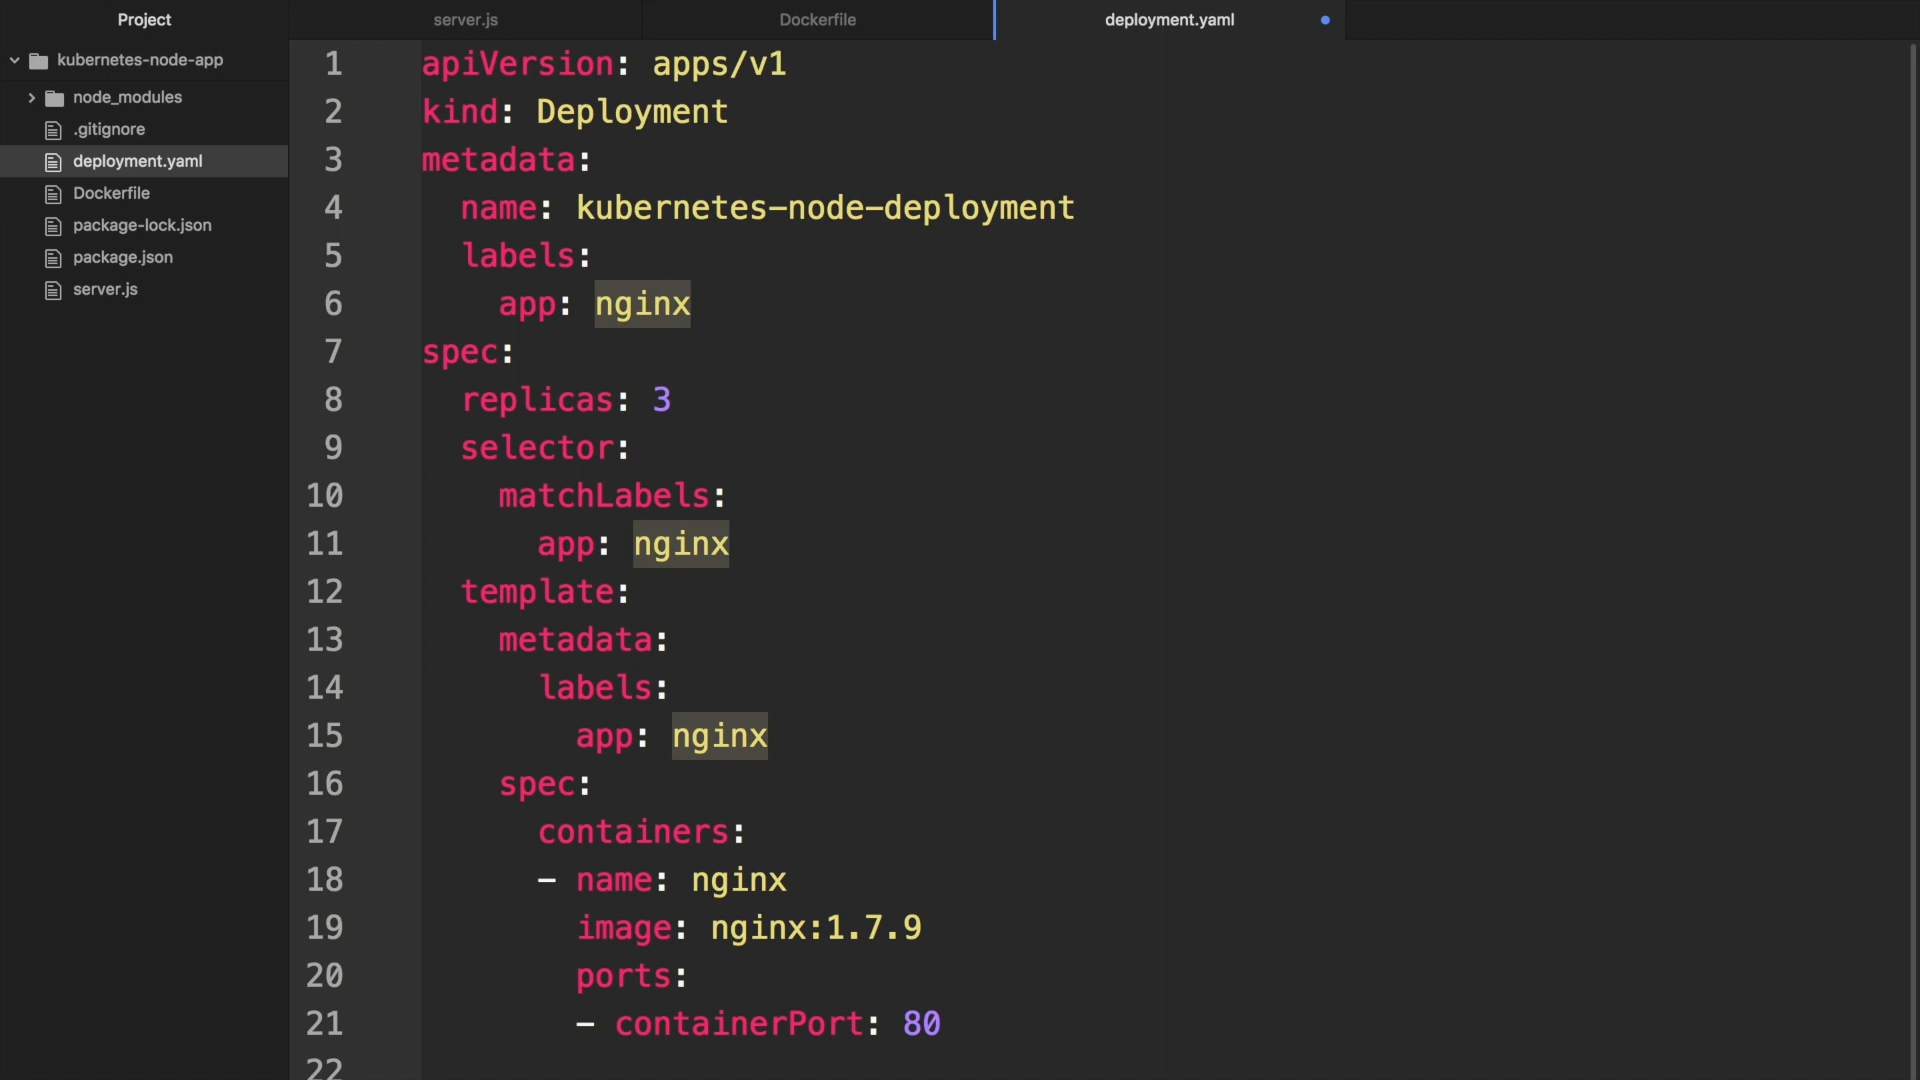 Project
server.js
Dockerfile
deployment.yaml
kubernetes-node-app
node_modules
.gitignore
deployment.yaml
Dockerfile
package-lock.json
package.json
server.js
1 apiVersion: apps/v1
2 kind: Deployment
3 metadata:
4 name: kubernetes-node-deployment
5 labels:
6 app: nginx
7 spec:
8 replicas: 3
9 selector:
10 matchLabels:
11 app: nginx
12 template:
13 metadata:
14 labels:
15 app: nginx
16 spec:
17 containers:
18 - name: nginx
19 image: nginx:1.7.9
20 ports:
21 - containerPort: 80
22